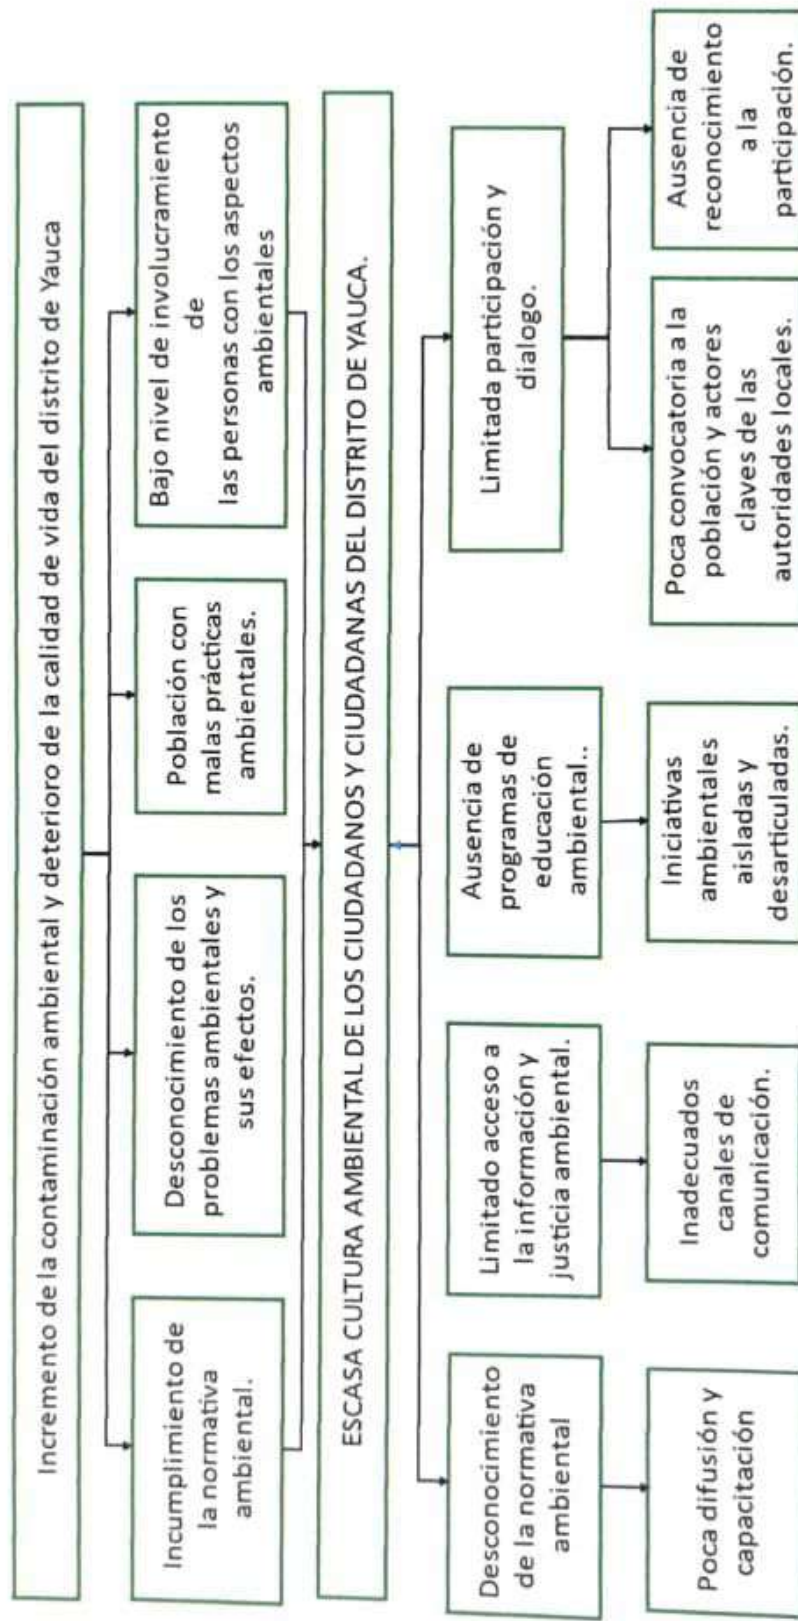 Incremento de la contaminación ambiental y deterioro de la calidad de vida del distrito de Yauca
Incumplimiento de
la normativa
ambiental.
Desconocimiento de los
problemas ambientales y
sus efectos.
Población con
malas prácticas
ambientales.
Bajo nivel de involucramiento
de
las personas con los aspectos
ambientales
ESCASA CULTURA AMBIENTAL DE LOS CIUDADANOS Y CIUDADANAS DEL DISTRITO DE YAUCA.
Desconocimiento
de la normativa
ambiental
Limitado acceso a
la información y
justicia ambiental.
Ausencia de
programas de
educación
ambiental..
Limitada participación y
dialogo.
Poca difusión y
capacitación
Inadecuados
canales de
comunicación.
Iniciativas
ambientales
aisladas y
desarticuladas.
Poca convocatoria a la
población y actores
claves de las
autoridades locales.
Ausencia de
reconocimiento
a la
participación.